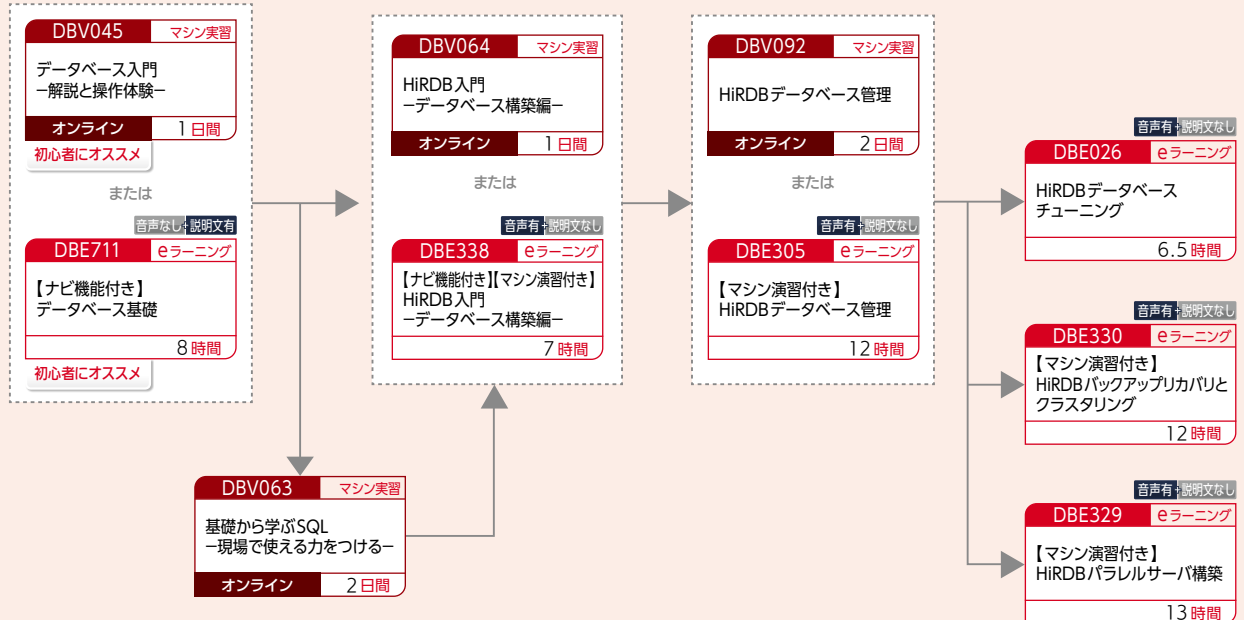 DBV045 マシン実習
データベース入門
−解説と操作体験−
オンライン 1日間
初心者にオススメ
または
音声なし+説明文有
DBE711 eラーニング
【ナビ機能付き】
データベース基礎
8時間
初心者にオススメ
DBV063 マシン実習
基礎から学ぶSQL
−現場で使える力をつける−
オンライン 2日間
DBV064 マシン実習
HiRDB入門
−データベース構築編−
オンライン 1日間
または
音声有+説明文なし
DBE338 eラーニング
【ナビ機能付き】【マシン演習付き】
HiRDB入門
−データベース構築編−
7時間
DBV092 マシン実習
HiRDBデータベース管理
オンライン 2日間
または
音声有+説明文なし
DBE305 eラーニング
【マシン演習付き】
HiRDBデータベース管理
12時間
音声有+説明文なし
DBE026 eラーニング
HiRDBデータベース
チューニング
6.5時間
音声有+説明文なし
DBE330 eラーニング
【マシン演習付き】
HiRDBバックアップリカバリと
クラスタリング
12時間
音声有+説明文なし
DBE329 eラーニング
【マシン演習付き】
HiRDBパラレルサーバ構築
13時間